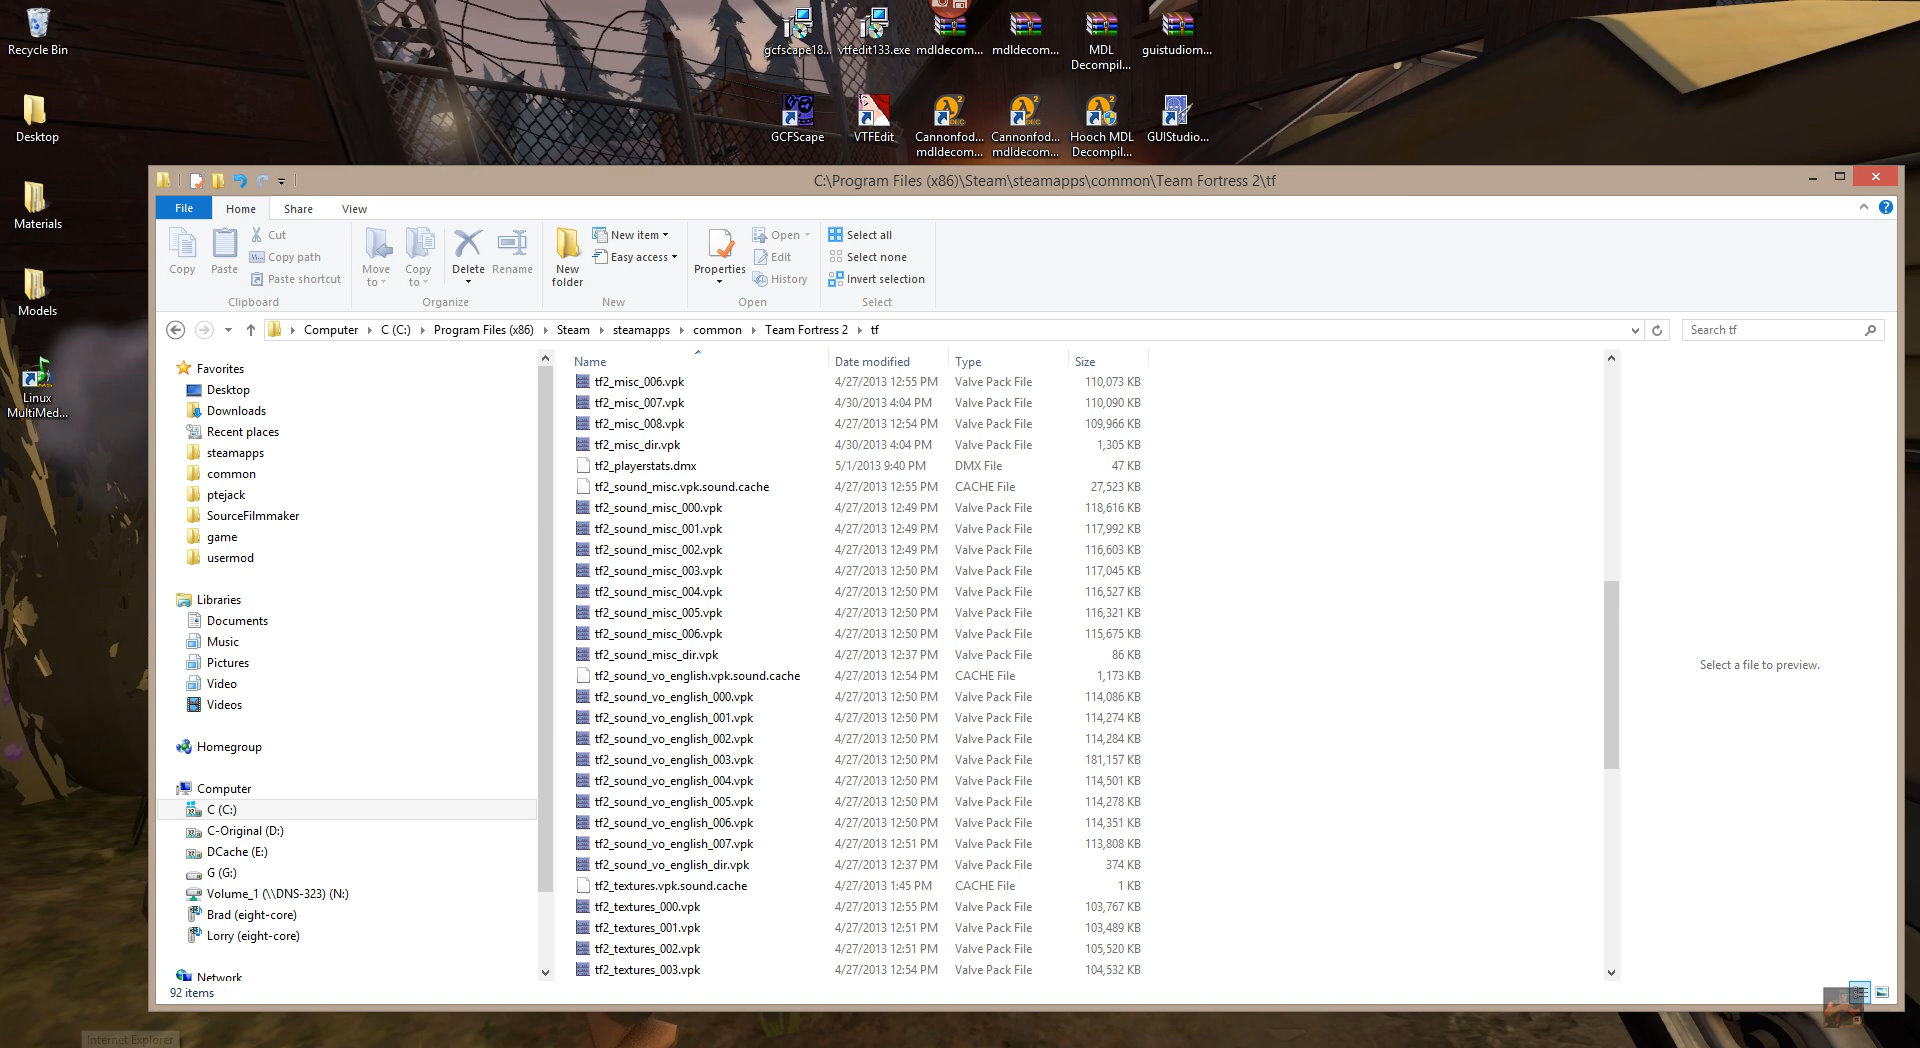 Recycle Bin
Desktop
Materials
Models
Linux
MultiMed...
gcfscape18...
vtfedit133.exe
mdldecom...
mdldecom...
MDL
Decompil...
guistudiom...
GCFScape
VTFEdit
Cannonfod...
mdldecom...
Cannonfod...
mdldecom...
Hooch MDL
Decompil...
GUIStudio...
C:\Program Files (x86)\Steam\steamapps\common\Team Fortress 2\tf
File Home Share View
Copy
Paste
Cut
Copy path
Paste shortcut
Clipboard
Move
to
Copy
to
Delete
Rename
Organize
New
folder
New item
Easy access
New
Properties
Open
Edit
History
Open
Select all
Select none
Invert selection
Select
Computer C (C:) Program Files (x86) Steam steamapps common Team Fortress 2 tf
Search tf
Favorites
Desktop
Downloads
Recent places
steamapps
common
ptejack
SourceFilmmaker
game
usermod
Libraries
Documents
Music
Pictures
Video
Videos
Homegroup
Computer
C (C:)
C-Original (D:)
DCache (E:)
G (G:)
Volume_1 (\\DNS-323) (N:)
Brad (eight-core)
Lorry (eight-core)
Network
Name Date modified Type Size
tf2_misc_006.vpk 4/27/2013 12:55 PM Valve Pack File 110,073 KB
tf2_misc_007.vpk 4/30/2013 4:04 PM Valve Pack File 110,090 KB
tf2_misc_008.vpk 4/27/2013 12:54 PM Valve Pack File 109,966 KB
tf2_misc_dir.vpk 4/30/2013 4:04 PM Valve Pack File 1,305 KB
tf2_playerstats.dmx 5/1/2013 9:40 PM DMX File 47 KB
tf2_sound_misc.vpk.sound.cache 4/27/2013 12:55 PM CACHE File 27,523 KB
tf2_sound_misc_000.vpk 4/27/2013 12:49 PM Valve Pack File 118,616 KB
tf2_sound_misc_001.vpk 4/27/2013 12:49 PM Valve Pack File 117,992 KB
tf2_sound_misc_002.vpk 4/27/2013 12:49 PM Valve Pack File 116,603 KB
tf2_sound_misc_003.vpk 4/27/2013 12:50 PM Valve Pack File 117,045 KB
tf2_sound_misc_004.vpk 4/27/2013 12:50 PM Valve Pack File 116,527 KB
tf2_sound_misc_005.vpk 4/27/2013 12:50 PM Valve Pack File 116,321 KB
tf2_sound_misc_006.vpk 4/27/2013 12:50 PM Valve Pack File 115,675 KB
tf2_sound_misc_dir.vpk 4/27/2013 12:37 PM Valve Pack File 86 KB
tf2_sound_vo_english.vpk.sound.cache 4/27/2013 12:54 PM CACHE File 1,173 KB
tf2_sound_vo_english_000.vpk 4/27/2013 12:50 PM Valve Pack File 114,086 KB
tf2_sound_vo_english_001.vpk 4/27/2013 12:50 PM Valve Pack File 114,274 KB
tf2_sound_vo_english_002.vpk 4/27/2013 12:50 PM Valve Pack File 114,284 KB
tf2_sound_vo_english_003.vpk 4/27/2013 12:50 PM Valve Pack File 181,157 KB
tf2_sound_vo_english_004.vpk 4/27/2013 12:50 PM Valve Pack File 114,501 KB
tf2_sound_vo_english_005.vpk 4/27/2013 12:50 PM Valve Pack File 114,278 KB
tf2_sound_vo_english_006.vpk 4/27/2013 12:50 PM Valve Pack File 114,351 KB
tf2_sound_vo_english_007.vpk 4/27/2013 12:51 PM Valve Pack File 113,808 KB
tf2_sound_vo_english_dir.vpk 4/27/2013 12:37 PM Valve Pack File 374 KB
tf2_textures.vpk.sound.cache 4/27/2013 1:45 PM CACHE File 1 KB
tf2_textures_000.vpk 4/27/2013 12:55 PM Valve Pack File 103,767 KB
tf2_textures_001.vpk 4/27/2013 12:51 PM Valve Pack File 103,489 KB
tf2_textures_002.vpk 4/27/2013 12:51 PM Valve Pack File 105,520 KB
tf2_textures_003.vpk 4/27/2013 12:54 PM Valve Pack File 104,532 KB
Select a file to preview.
92 items
Internet Explorer